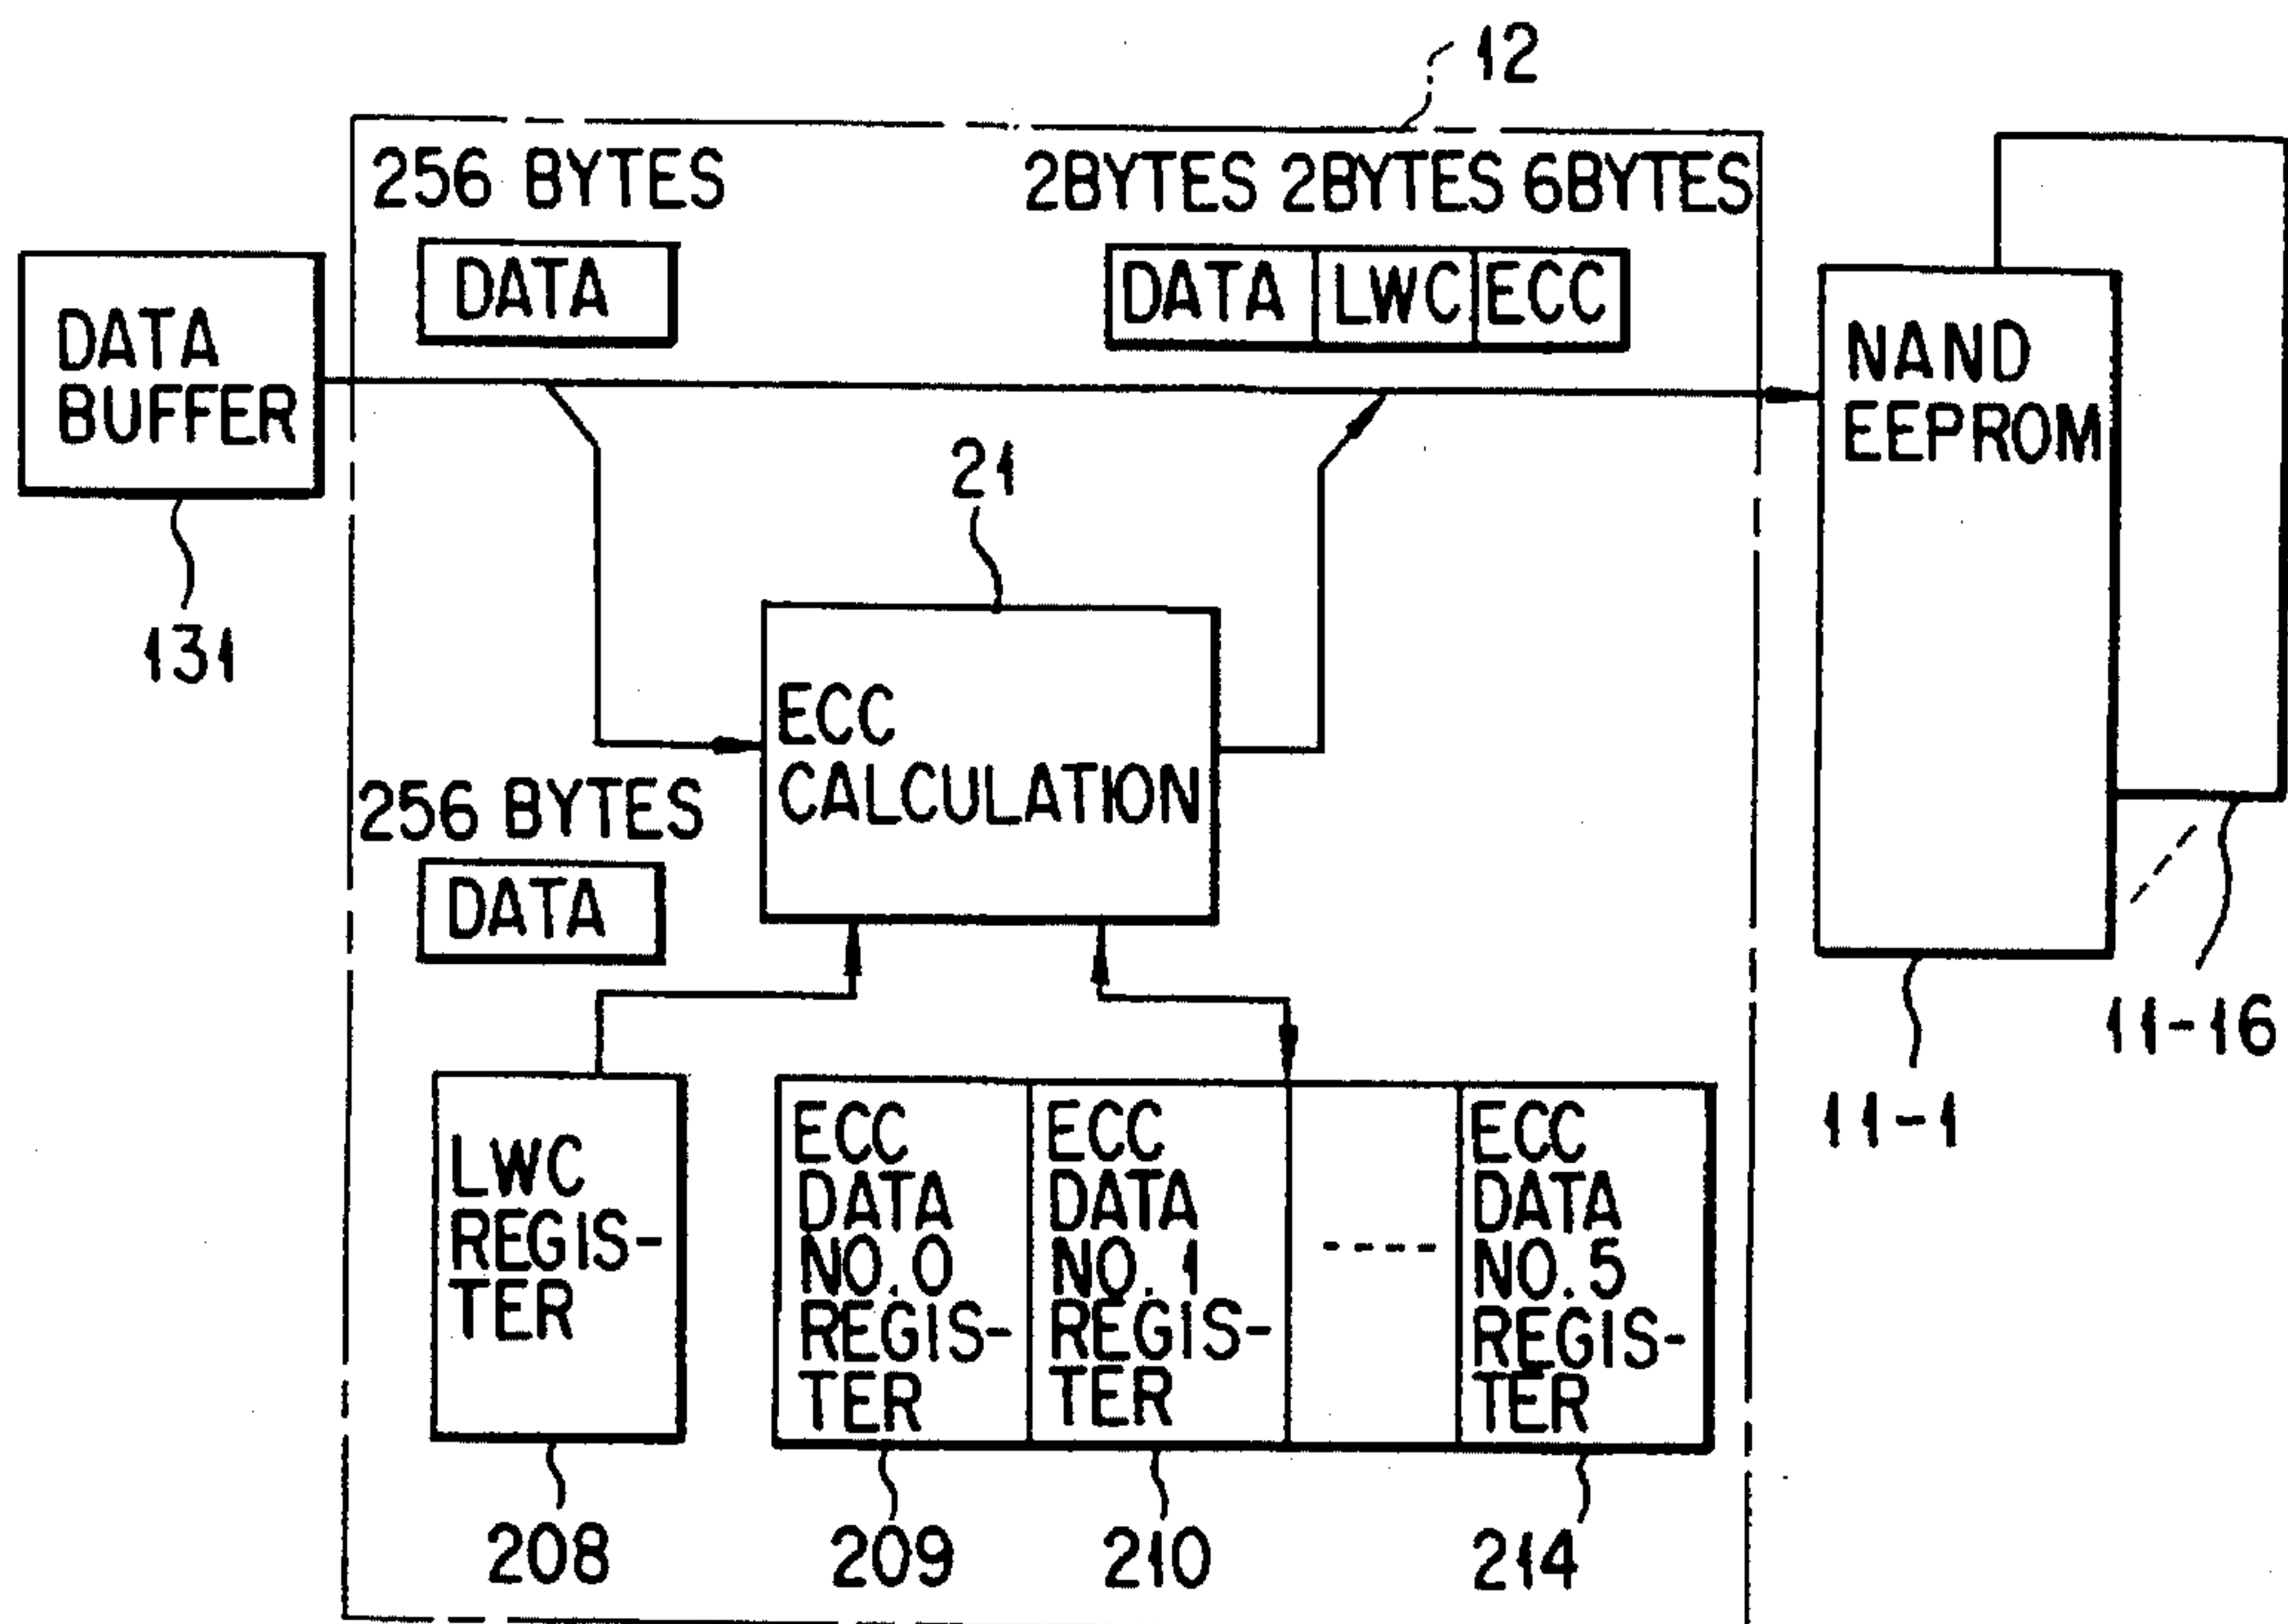 12
256 BYTES
2BYTES 2BYTES 6BYTES
DATA
DATA LWC ECC
DATA
BUFFER
131
NAND
EEPROM
21
ECC
CALCULATION
256 BYTES
DATA
11-16
11-1
LWC
REGIS-
TER
ECC
DATA
NO. 0
REGIS-
TER
ECC
DATA
NO. 1
REGIS-
TER
----
ECC
DATA
NO. 5
REGIS-
TER
208
209
210
214